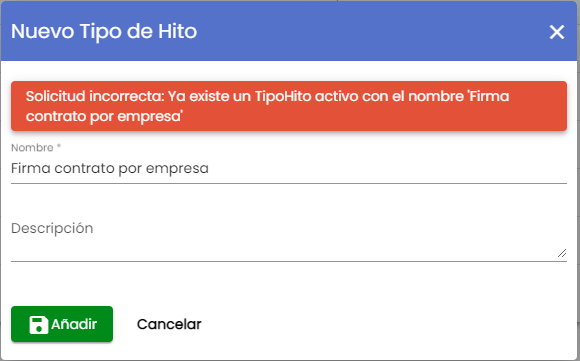 Nuevo Tipo de Hito
Solicitud incorrecta: Ya existe un TipoHito activo con el nombre 'Firma
contrato por empresa'
Nombre *
Firma contrato por empresa
Descripción
Añadir
Cancelar